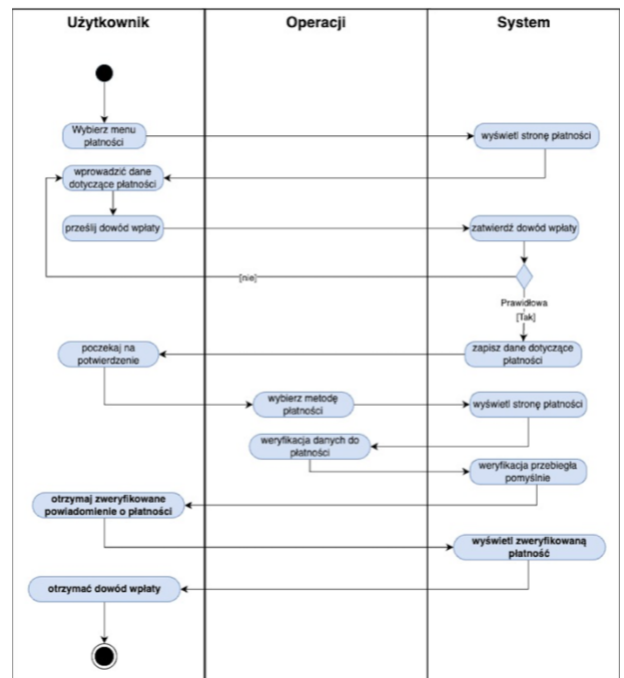 Użytkownik
Operacji
System
Wybierz menu
płatności
wyświetl stronę płatności
wprowadzić dane
dotyczące płatności
prześlij dowód wpłaty
zatwierdź dowód wpłaty
[nie]
Prawidłowa
[Tak]
poczekaj na
potwierdzenie
zapisz dane dotyczące
płatności
wybierz metodę
płatności
wyświetl stronę płatności
weryfikacja danych do
płatności
weryfikacja przebiegła
pomyślnie
otrzymaj zweryfikowane
powiadomienie o płatności
wyświetl zweryfikowaną
płatność
otrzymać dowód wpłaty